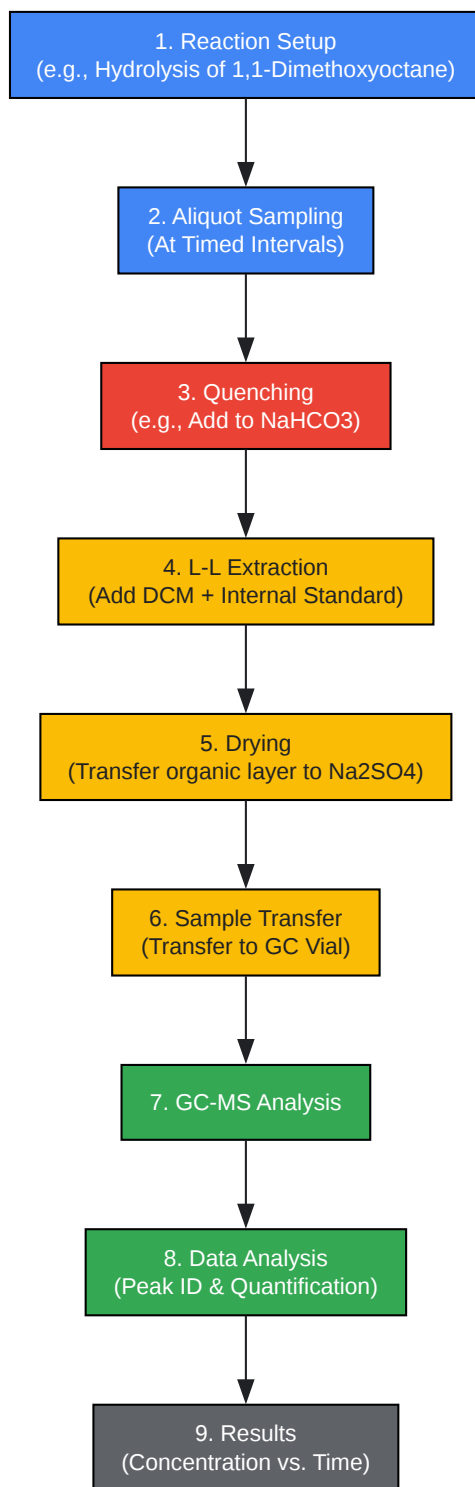 1. Reaction Setup
(e.g., Hydrolysis of 1,1-Dimethoxyoctane)
2. Aliquot Sampling
(At Timed Intervals)
3. Quenching
(e.g., Add to NaHCO3)
4. L-L Extraction
(Add DCM + Internal Standard)
5. Drying
(Transfer organic layer to Na2SO4)
6. Sample Transfer
(Transfer to GC Vial)
7. GC-MS Analysis
8. Data Analysis
(Peak ID & Quantification)
9. Results
(Concentration vs. Time)